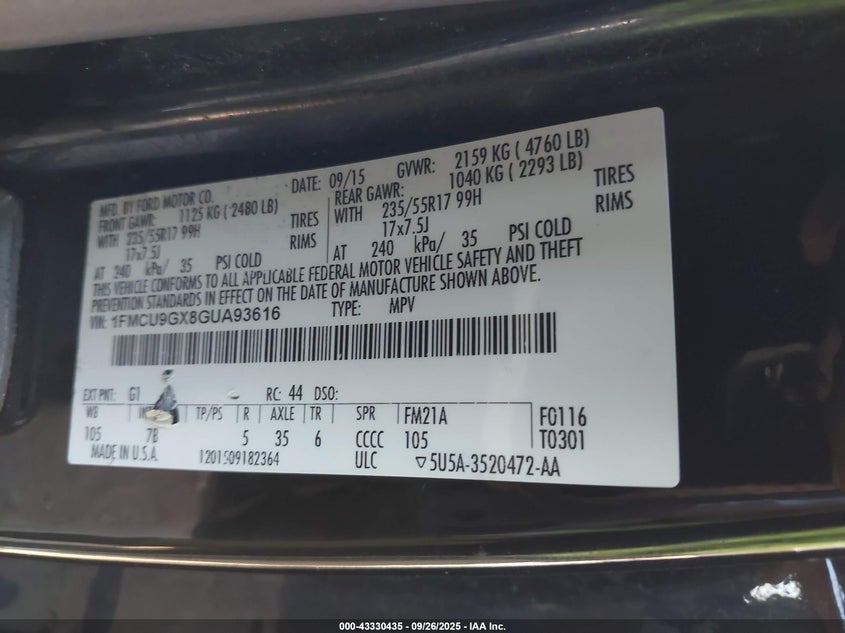 MFD. BY FORD MOTOR CO.
DATE: 09/15 GVWR: 2159 KG ( 4760 LB)
FRONT GAWR: 1125 KG ( 2480 LB)
REAR GAWR: 1040 KG ( 2293 LB)
WITH 235/55R17 99H TIRES
WITH 235/55R17 99H TIRES
17x7.5J RIMS
17x7.5J RIMS
AT 240 kPa/ 35 PSI COLD
AT 240 kPa/ 35 PSI COLD
THIS VEHICLE CONFORMS TO ALL APPLICABLE FEDERAL MOTOR VEHICLE SAFETY AND THEFT
PREVENTION STANDARDS IN EFFECT ON THE DATE OF MANUFACTURE SHOWN ABOVE.
VIN: 1FMCU9GX8GUA93616 TYPE: MPV
EXT PNT: G1 RC: 44 DSO:
WB TP/PS R AXLE TR SPR FM21A F0116
105 7B 5 35 6 CCCC 105 T0301
MADE IN U.S.A. 1201509182364 ULC ▽5U5A-3520472-AA
000-43330435 - 09/26/2025 - IAA Inc.